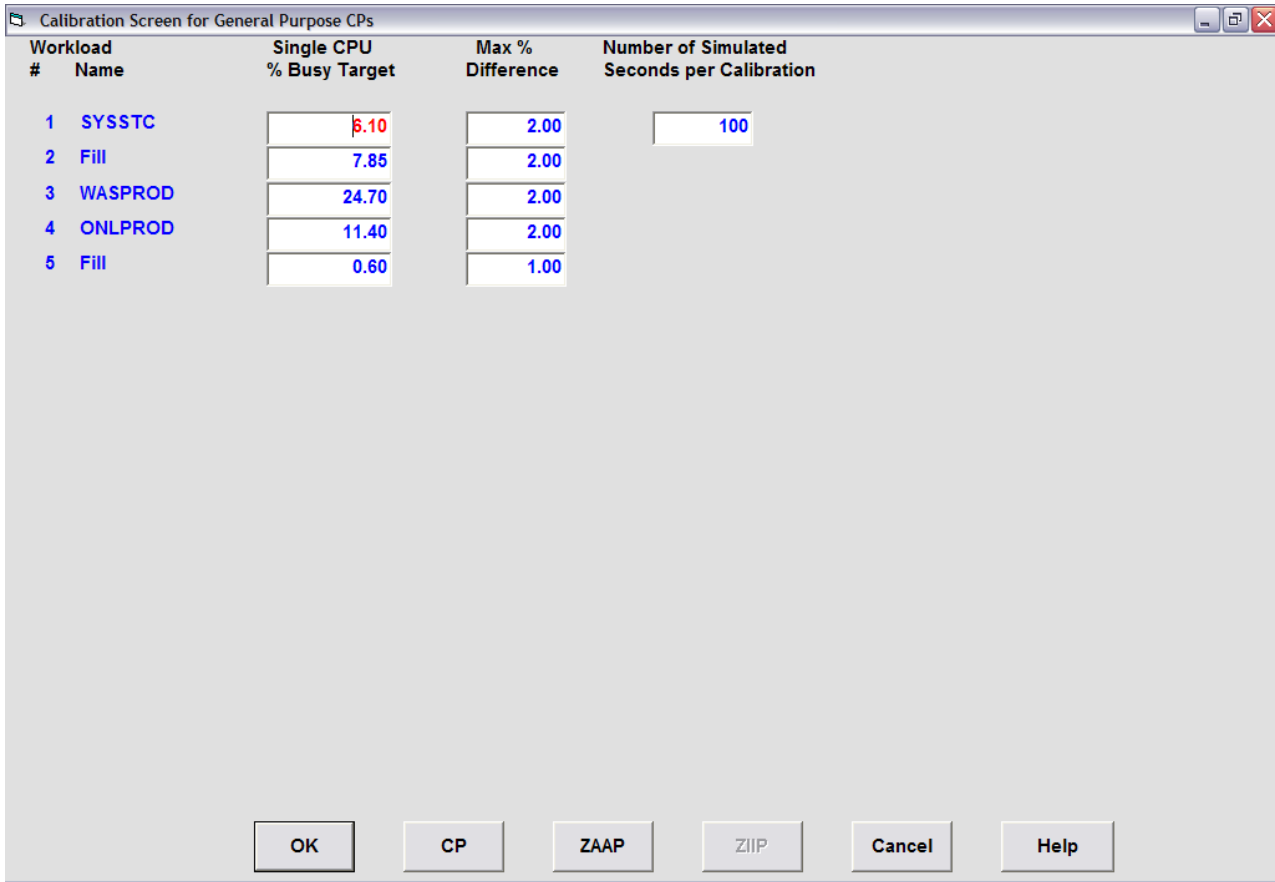 Calibration Screen for General Purpose CPs
Workload Single CPU Max % Number of Simulated
# Name % Busy Target Difference Seconds per Calibration
1 SYSSTC 6.10 2.00 100
2 Fill 7.85 2.00
3 WASPROD 24.70 2.00
4 ONLPROD 11.40 2.00
5 Fill 0.60 1.00
OK CP ZAAP ZIIP Cancel Help